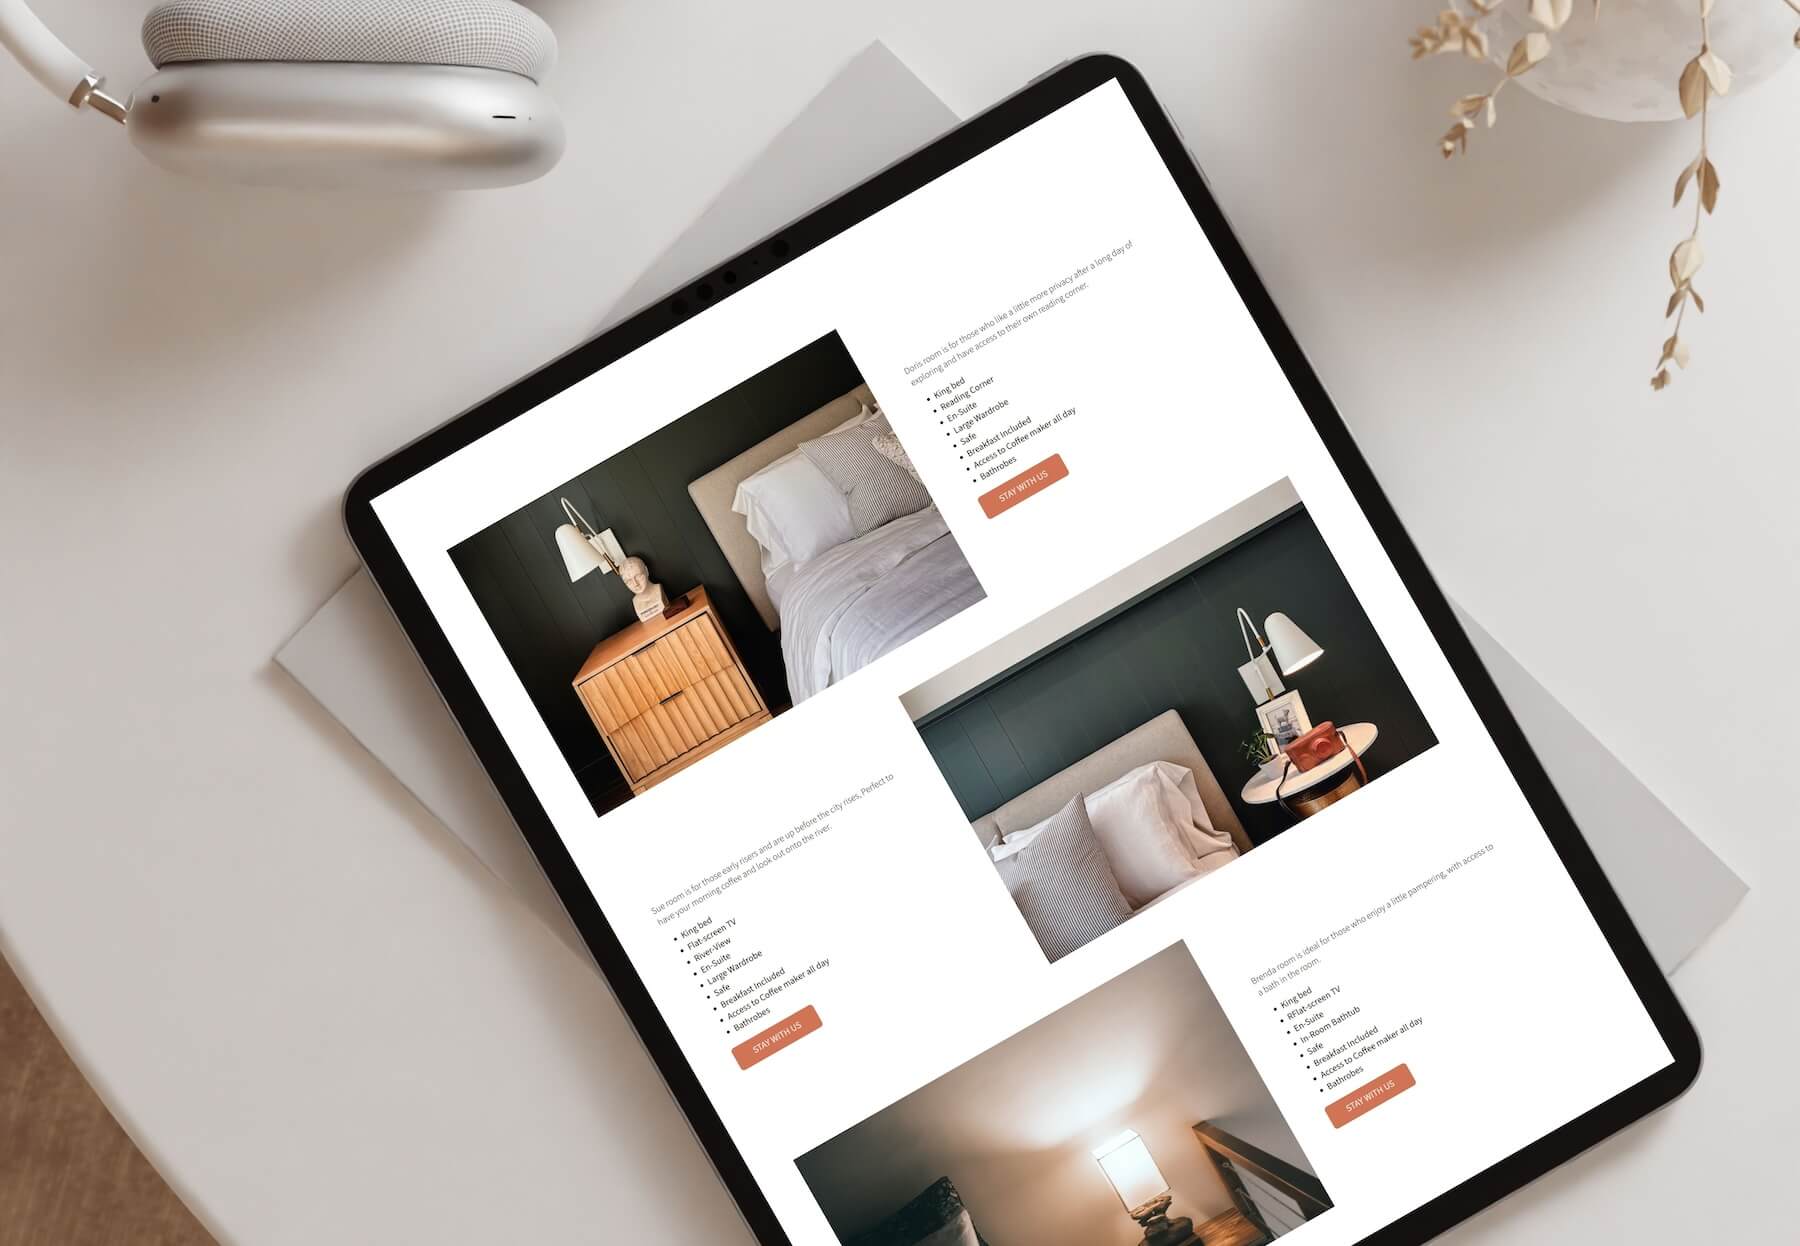 Doris room is for those who like a little more privacy after a long day of
exploring and have access to their own reading corner.
• King bed
• Reading Corner
• En-Suite
• Large Wardrobe
• Safe
• Breakfast Included
• Access to Coffee maker all day
• Bathrobes
STAY WITH US
Sue room is for those early risers and are up before the city rises, Perfect to
have your morning coffee and look out onto the river.
• King bed
• Flat-screen TV
• River-View
• En-Suite
• Large Wardrobe
• Safe
• Breakfast Included
• Access to Coffee maker all day
• Bathrobes
STAY WITH US
Brenda room is ideal for those who enjoy a little pampering, with access to
a bath in the room.
• King bed
• RFlat-screen TV
• En-Suite
• In-Room Bathtub
• Safe
• Breakfast Included
• Access to Coffee maker all day
• Bathrobes
STAY WITH US